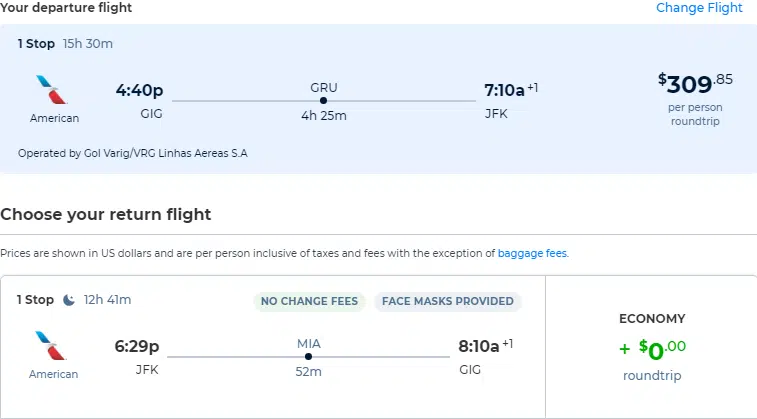 Your departure flight Change Flight
1 Stop 15h 30m
4:40p GRU 7:10a +1 $309.85
American GIG 4h 25m JFK per person
roundtrip
Operated by Gol Varig/VRG Linhas Aereas S.A
Choose your return flight
Prices are shown in US dollars and are per person inclusive of taxes and fees with the exception of baggage fees.
1 Stop 12h 41m NO CHANGE FEES FACE MASKS PROVIDED
ECONOMY
6:29p MIA 8:10a +1 + $0.00
American JFK 52m GIG roundtrip